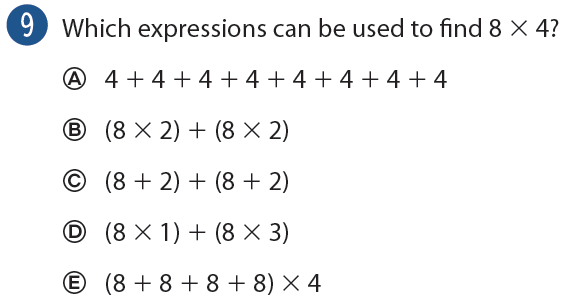 9 Which expressions can be used to find 8 × 4?
A 4 + 4 + 4 + 4 + 4 + 4 + 4 + 4
B (8 × 2) + (8 × 2)
C (8 + 2) + (8 + 2)
D (8 × 1) + (8 × 3)
E (8 + 8 + 8 + 8) × 4